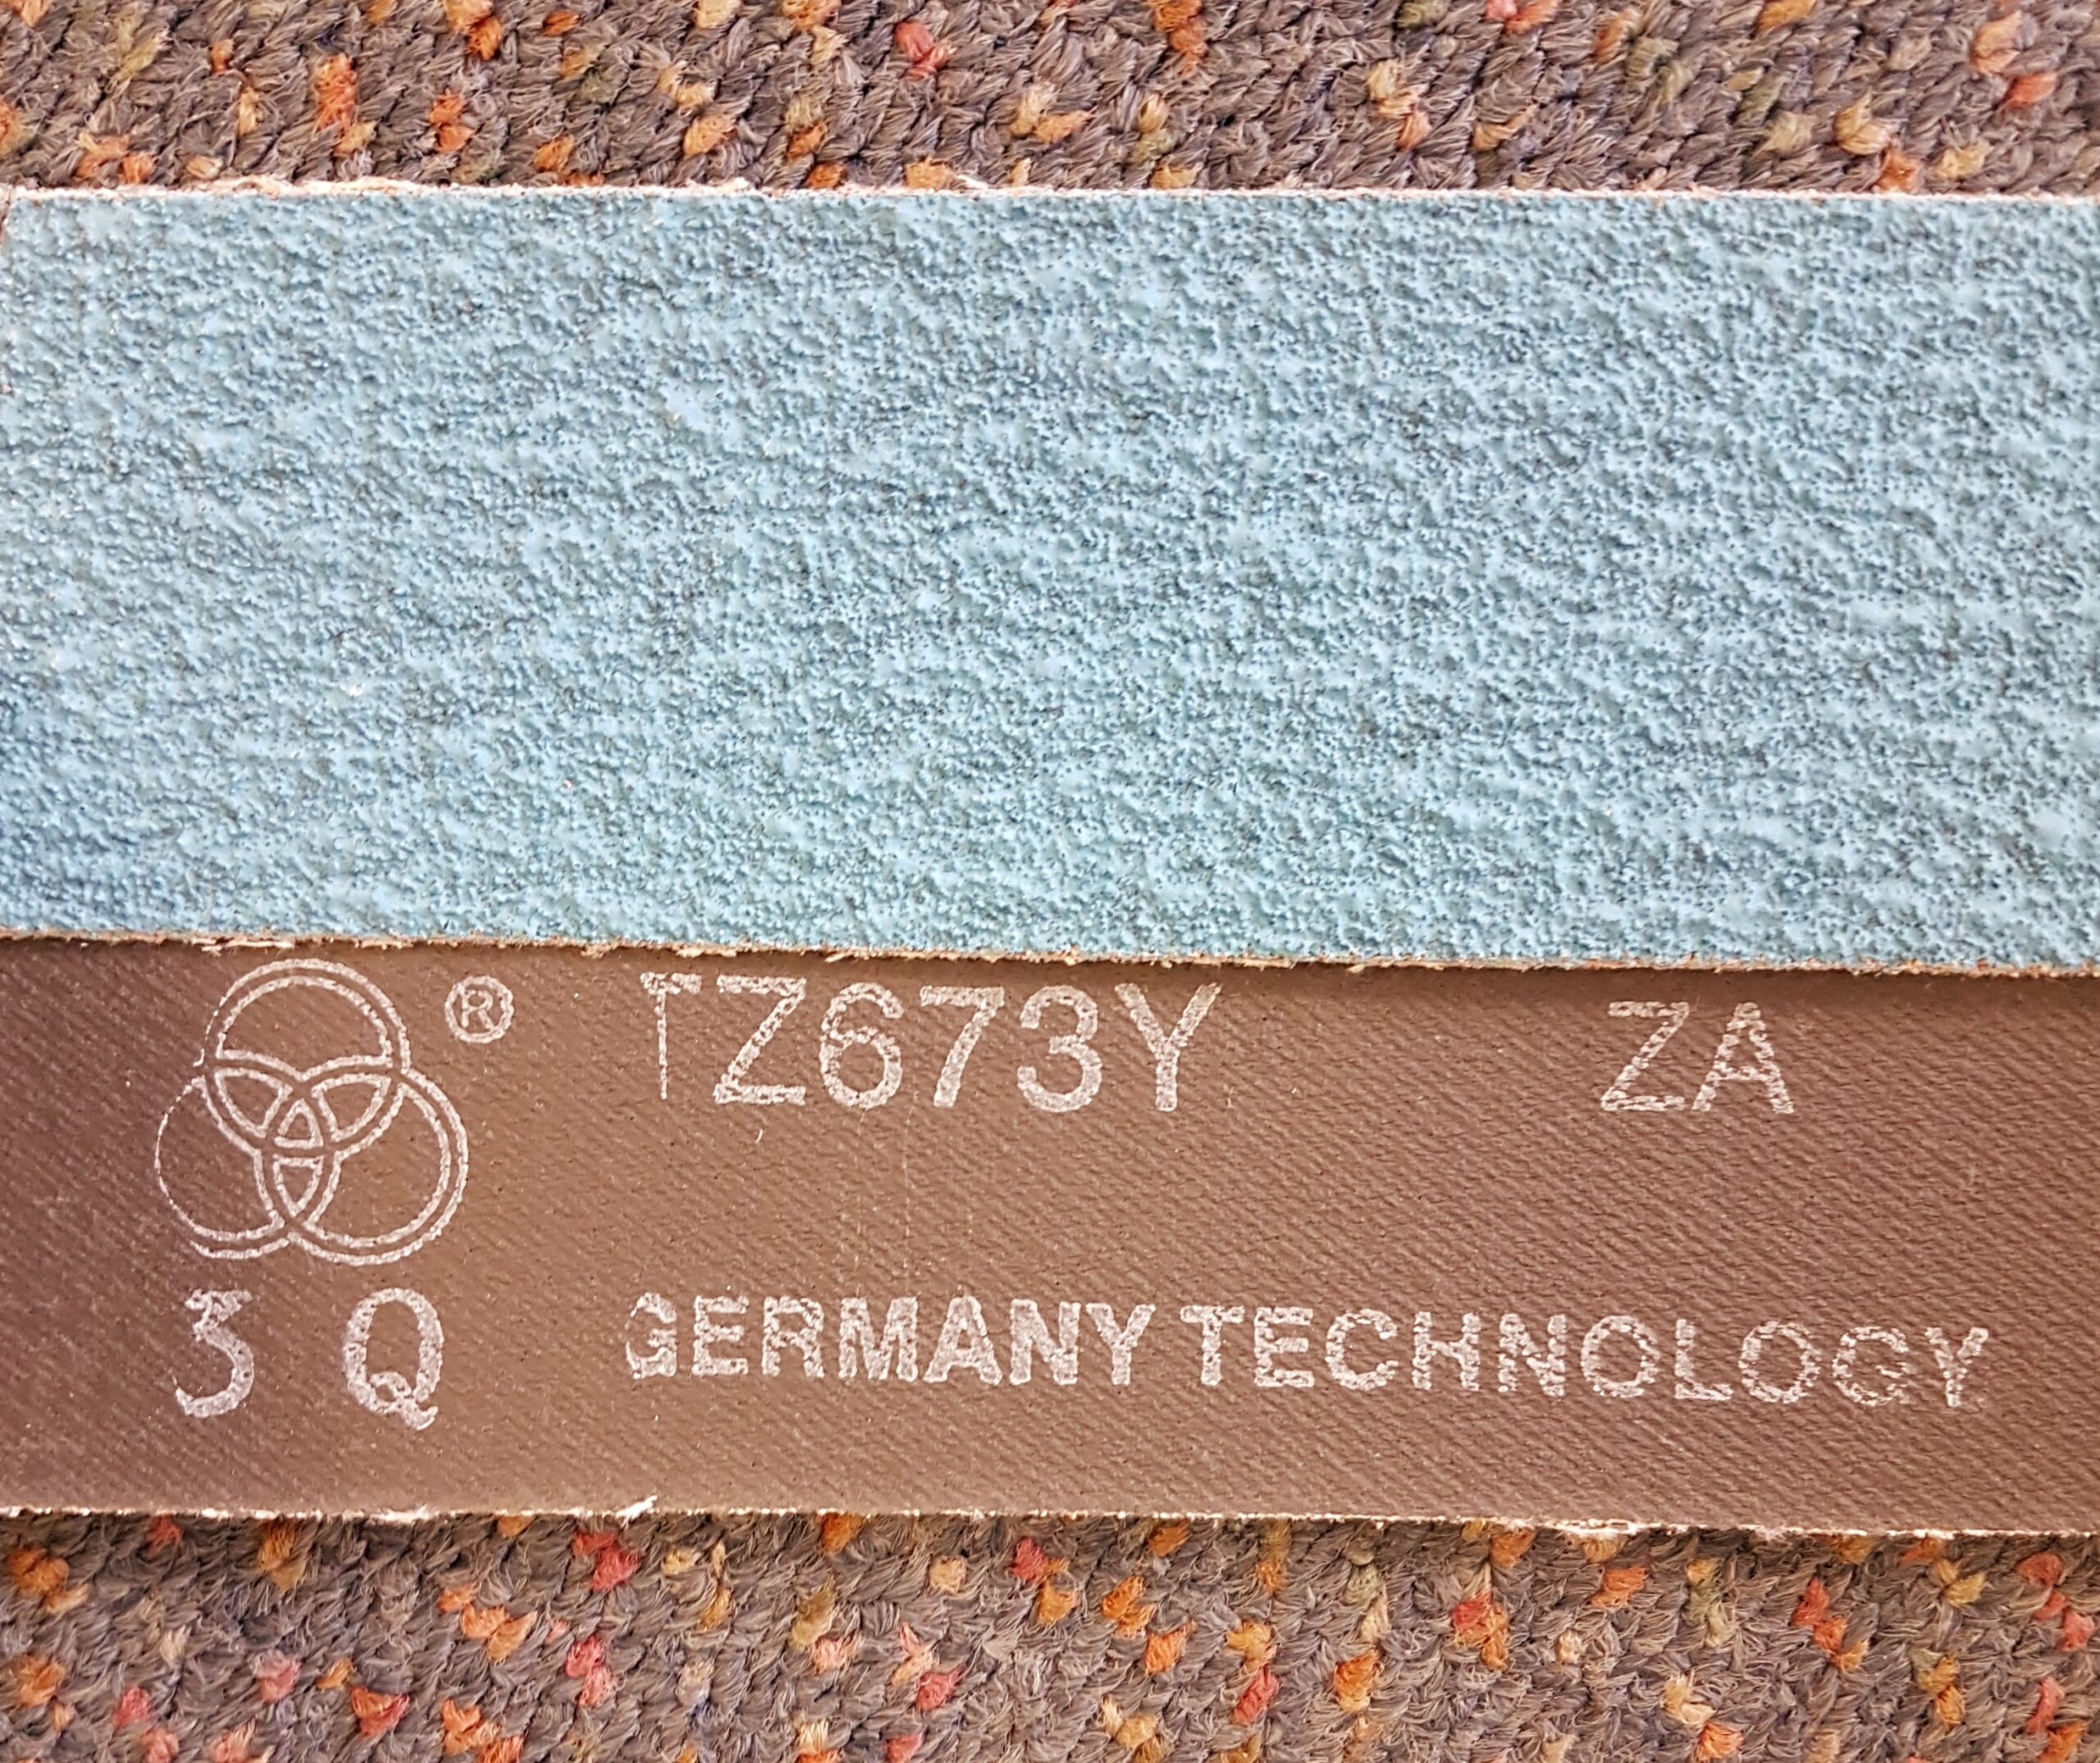 ® TZ673Y ZA
3 Q GERMANY TECHNOLOGY